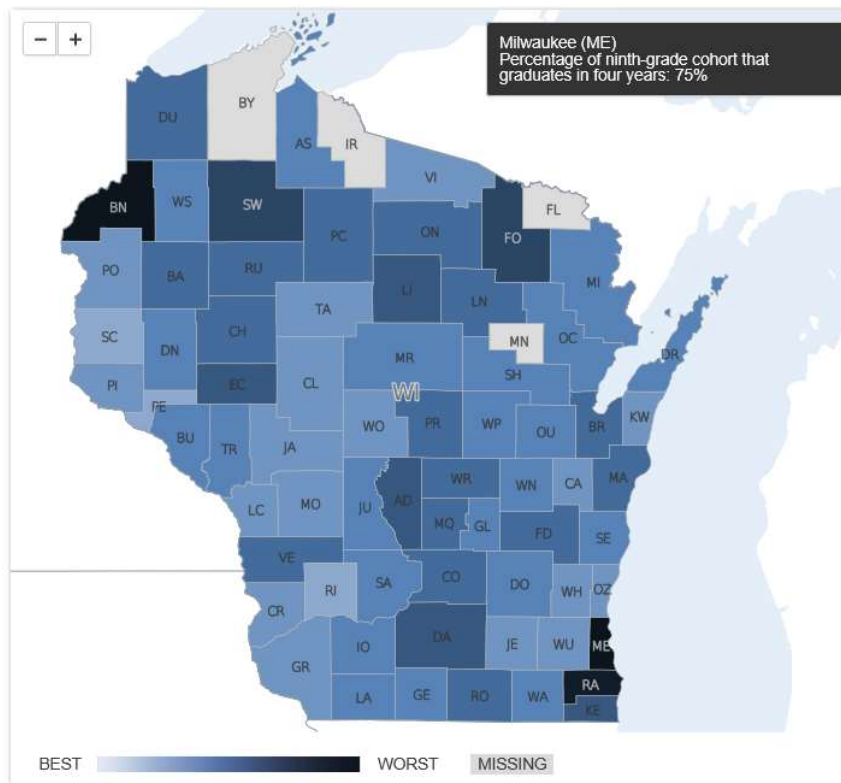 − +
Milwaukee (ME)
Percentage of ninth-grade cohort that
graduates in four years: 75%
BY
DU
AS
IR
VI
BN
WS
SW
FL
PC
ON
FO
PO
BA
RU
LI
LN
MI
TA
SC
DN
CH
MN
OC
MR
DR
PI
EC
CL
SH
WI
PE
BU
TR
JA
WO
PR
WP
OU
BR
KW
LC
MO
JU
AD
WR
WN
CA
MA
MQ
GL
FD
SE
VE
RI
SA
CO
DO
WH
OZ
CR
GR
IO
DA
JE
WU
ME
LA
GE
RO
WA
RA
KE
BEST WORST MISSING